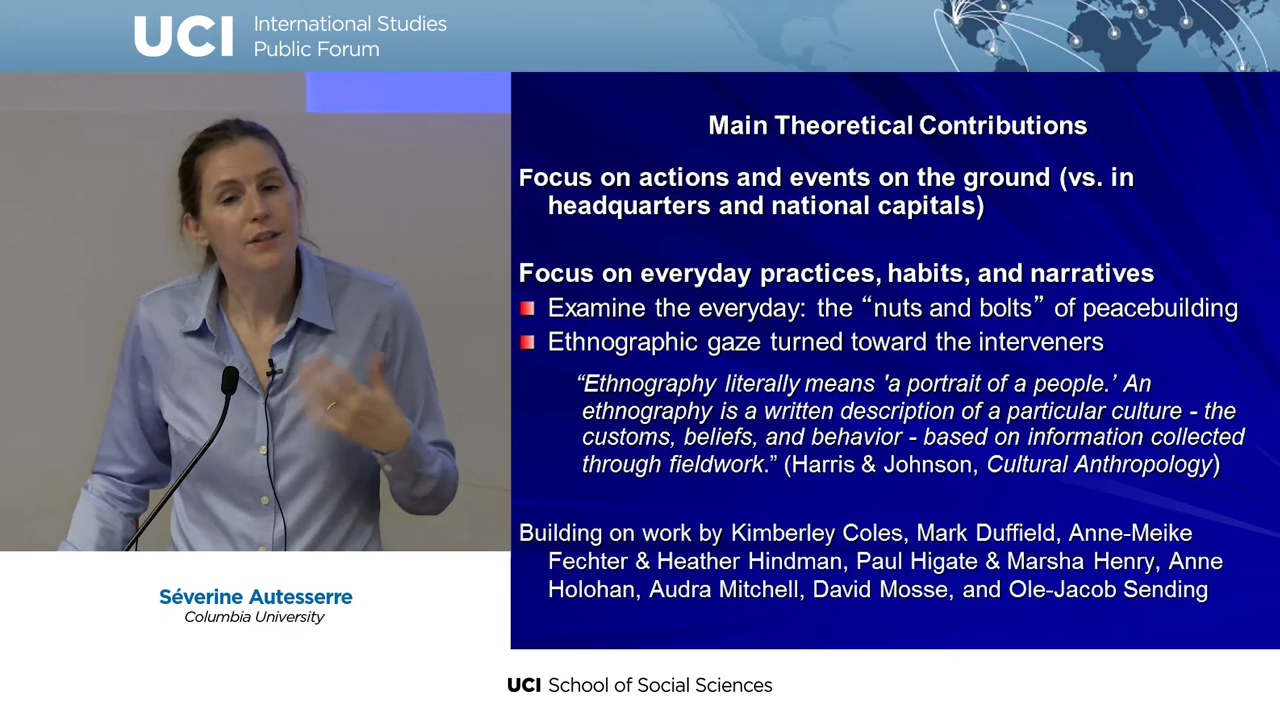 UCI International Studies
Public Forum
Main Theoretical Contributions
Focus on actions and events on the ground (vs. in
headquarters and national capitals)
Focus on everyday practices, habits, and narratives
Examine the everyday: the “nuts and bolts” of peacebuilding
Ethnographic gaze turned toward the interveners
“Ethnography literally means 'a portrait of a people.’ An
ethnography is a written description of a particular culture - the
customs, beliefs, and behavior - based on information collected
through fieldwork.” (Harris & Johnson, Cultural Anthropology)
Building on work by Kimberley Coles, Mark Duffield, Anne-Meike
Fechter & Heather Hindman, Paul Higate & Marsha Henry, Anne
Holohan, Audra Mitchell, David Mosse, and Ole-Jacob Sending
Séverine Autesserre
Columbia University
UCI School of Social Sciences